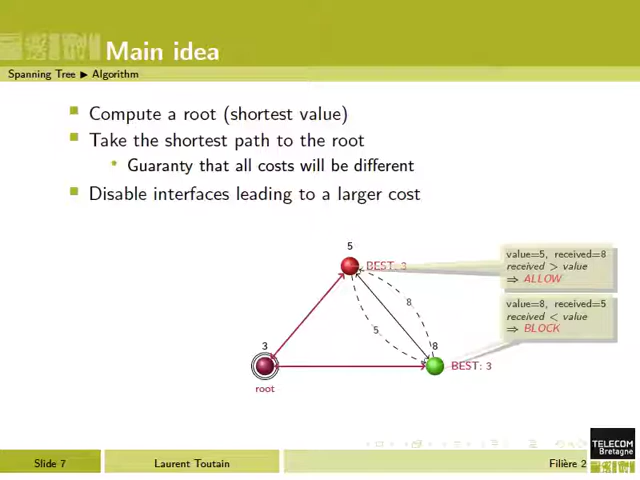 Main idea
Spanning Tree ▶ Algorithm
Compute a root (shortest value)
Take the shortest path to the root
Guaranty that all costs will be different
Disable interfaces leading to a larger cost
5
BEST: 3
value=5, received=8
received > value
⇒ ALLOW
8
5
value=8, received=5
received < value
⇒ BLOCK
3
8
BEST: 3
root
TELECOM
Bretagne
Slide 7
Laurent Toutain
Filière 2